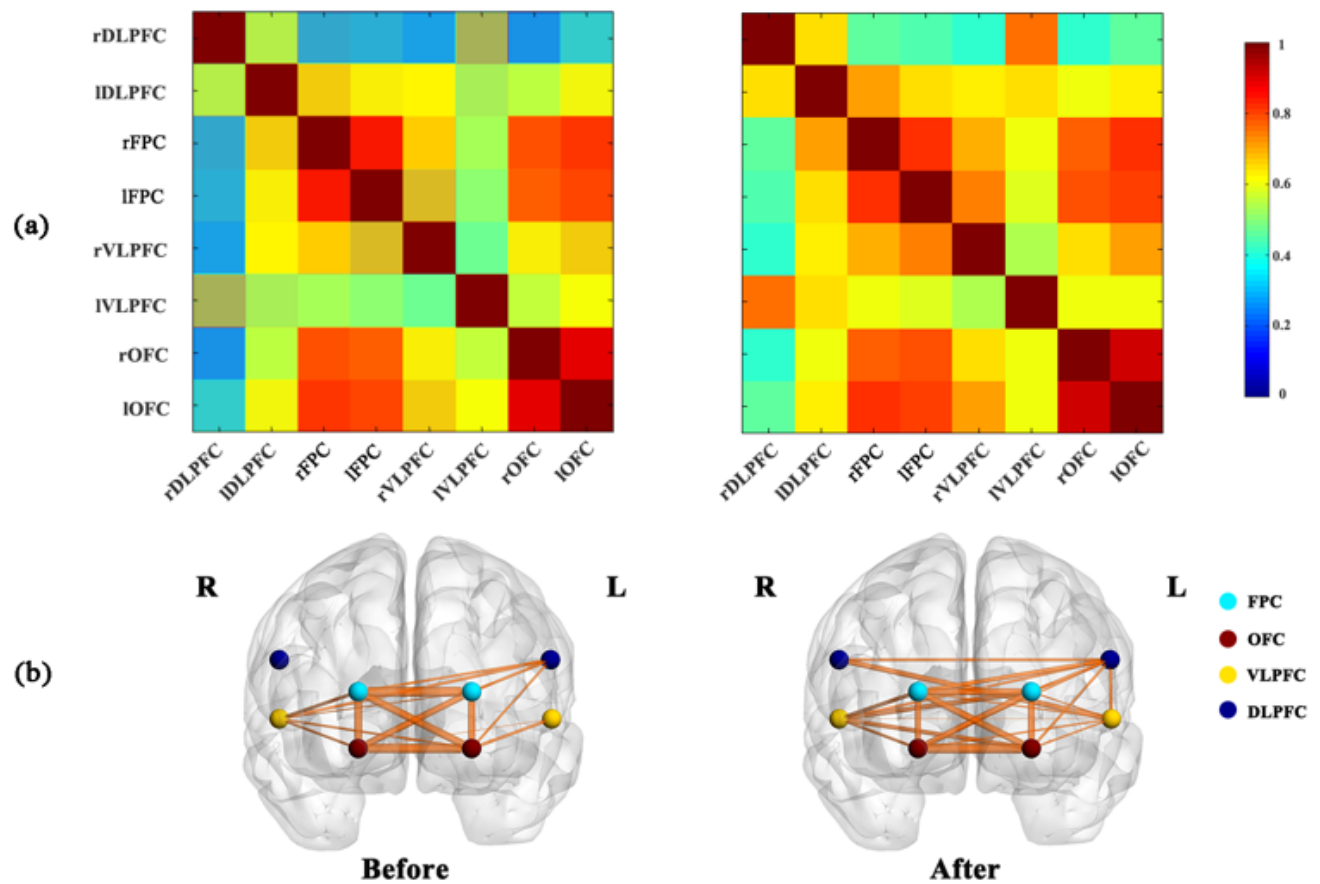 (a)
rDLPFC
lDLPFC
rFPC
lFPC
rVLPFC
lVLPFC
rOFC
lOFC
rDLPFC lDLPFC rFPC lFPC rVLPFC lVLPFC rOFC lOFC
rDLPFC lDLPFC rFPC lFPC rVLPFC lVLPFC rOFC lOFC
1
0.8
0.6
0.4
0.2
0
(b)
R L
R L
FPC
OFC
VLPFC
DLPFC
Before
After